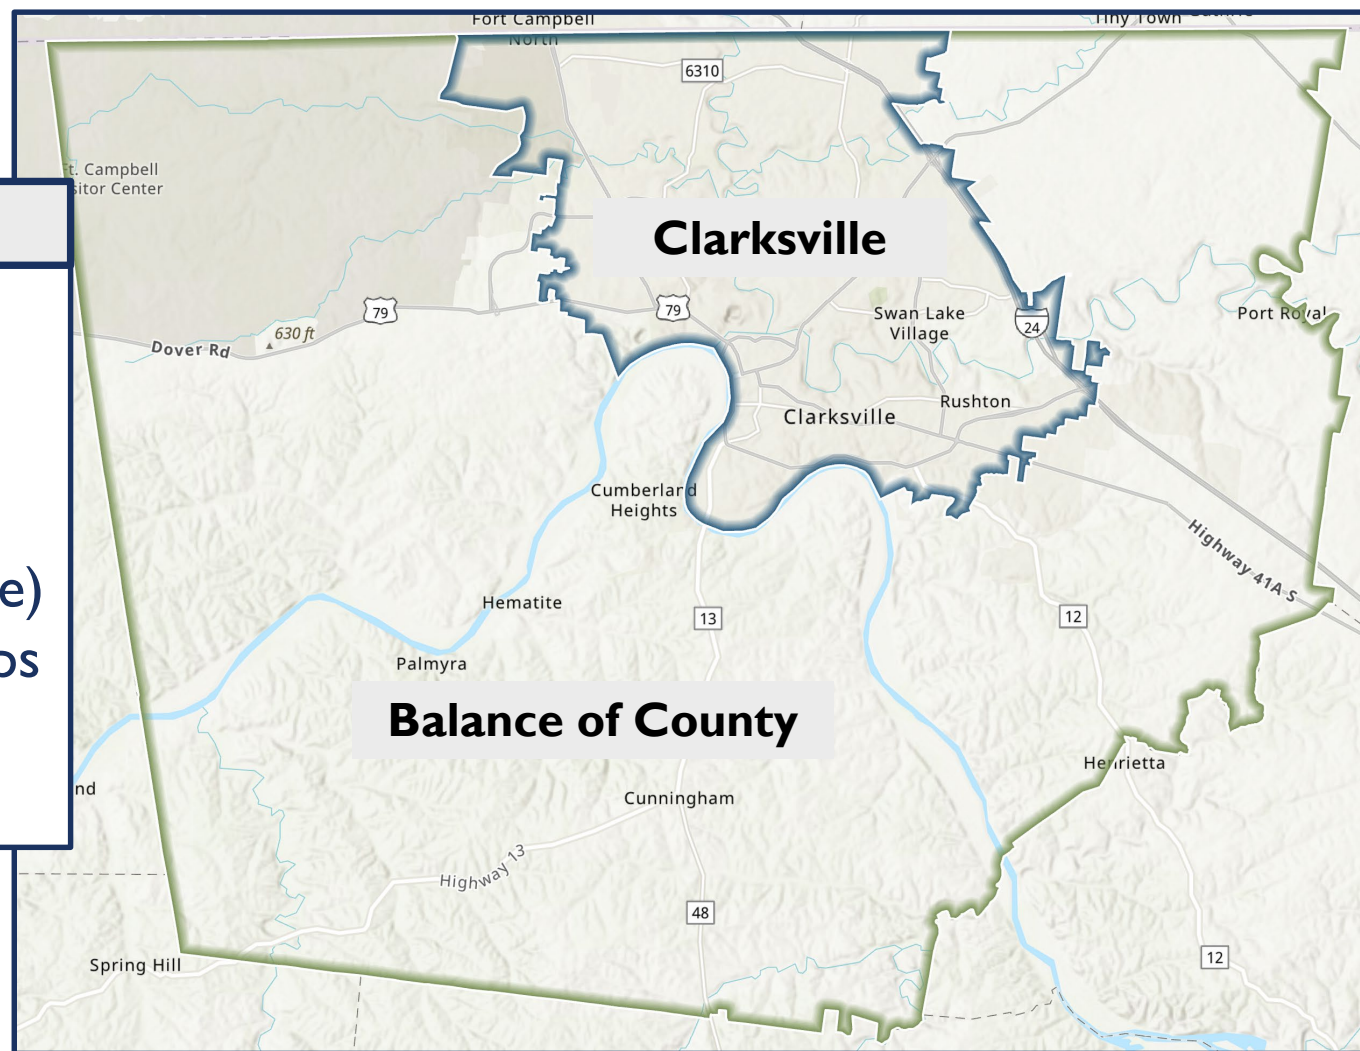 Fort Campbell
North
Tiny Town
Guthrie
6310
Ft. Campbell
Visitor Center
Clarksville
79
79
630 ft
Dover Rd
Swan Lake
Village
24
Port Royal
Rushton
Clarksville
Cumberland
Heights
Highway 41A S
e)
os
Hematite
13
12
Palmyra
Balance of County
Henrietta
nd
Cunningham
Highway 13
48
Spring Hill
12